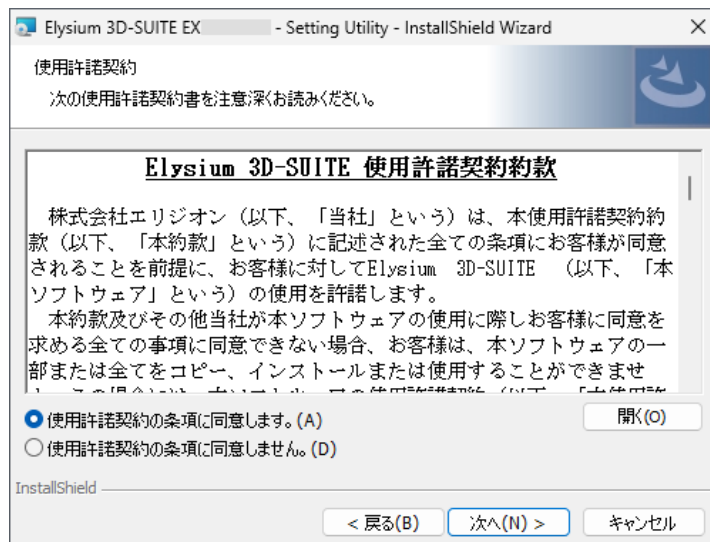 Elysium 3D-SUITE EX - Setting Utility - InstallShield Wizard
使用許諾契約
次の使用許諾契約書を注意深くお読みください。
Elysium 3D-SUITE 使用許諾契約約款
株式会社エリジオン（以下、「当社」という）は、本使用許諾契約約
款（以下、「本約款」という）に記述された全ての条項にお客様が同意
されることを前提に、お客様に対してElysium 3D-SUITE （以下、「本
ソフトウェア」という）の使用を許諾します。
本約款及びその他当社が本ソフトウェアの使用に際しお客様に同意を
求める全ての事項に同意できない場合、お客様は、本ソフトウェアの一
部または全てをコピー、インストールまたは使用することができませ
使用許諾契約の条項に同意します。(A)
開く(O)
使用許諾契約の条項に同意しません。(D)
InstallShield
< 戻る(B)
次へ(N) >
キャンセル